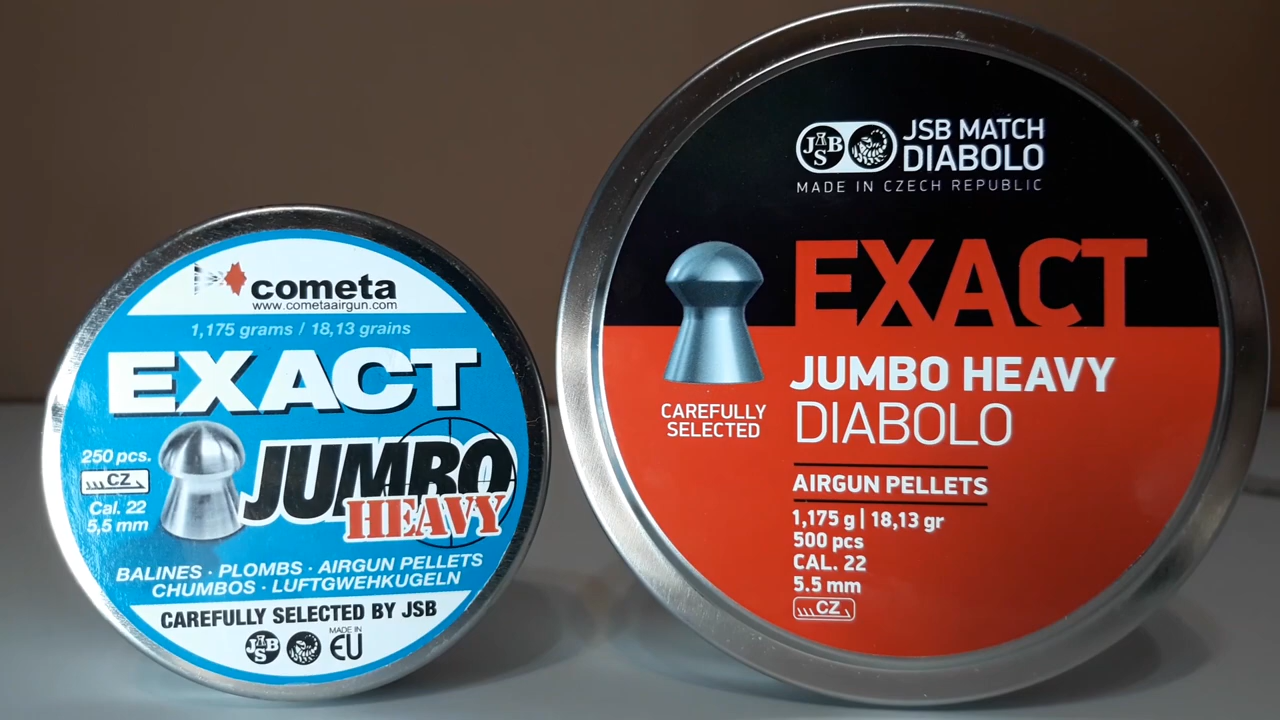 cometa
www.cometaairgun.com
1,175 grams / 18,13 grains
EXACT
250 pcs.
CZ
Cal. 22
5,5 mm
JUMBO
HEAVY
BALINES · PLOMBS · AIRGUN PELLETS
CHUMBOS · LUFTGWEHKUGELN
CAREFULLY SELECTED BY JSB
JSB
MADE IN
EU
JSB
JSB MATCH
DIABOLO
MADE IN CZECH REPUBLIC
EXACT
JUMBO HEAVY
DIABOLO
CAREFULLY
SELECTED
AIRGUN PELLETS
1,175 g | 18,13 gr
500 pcs
CAL. 22
5.5 mm
CZ